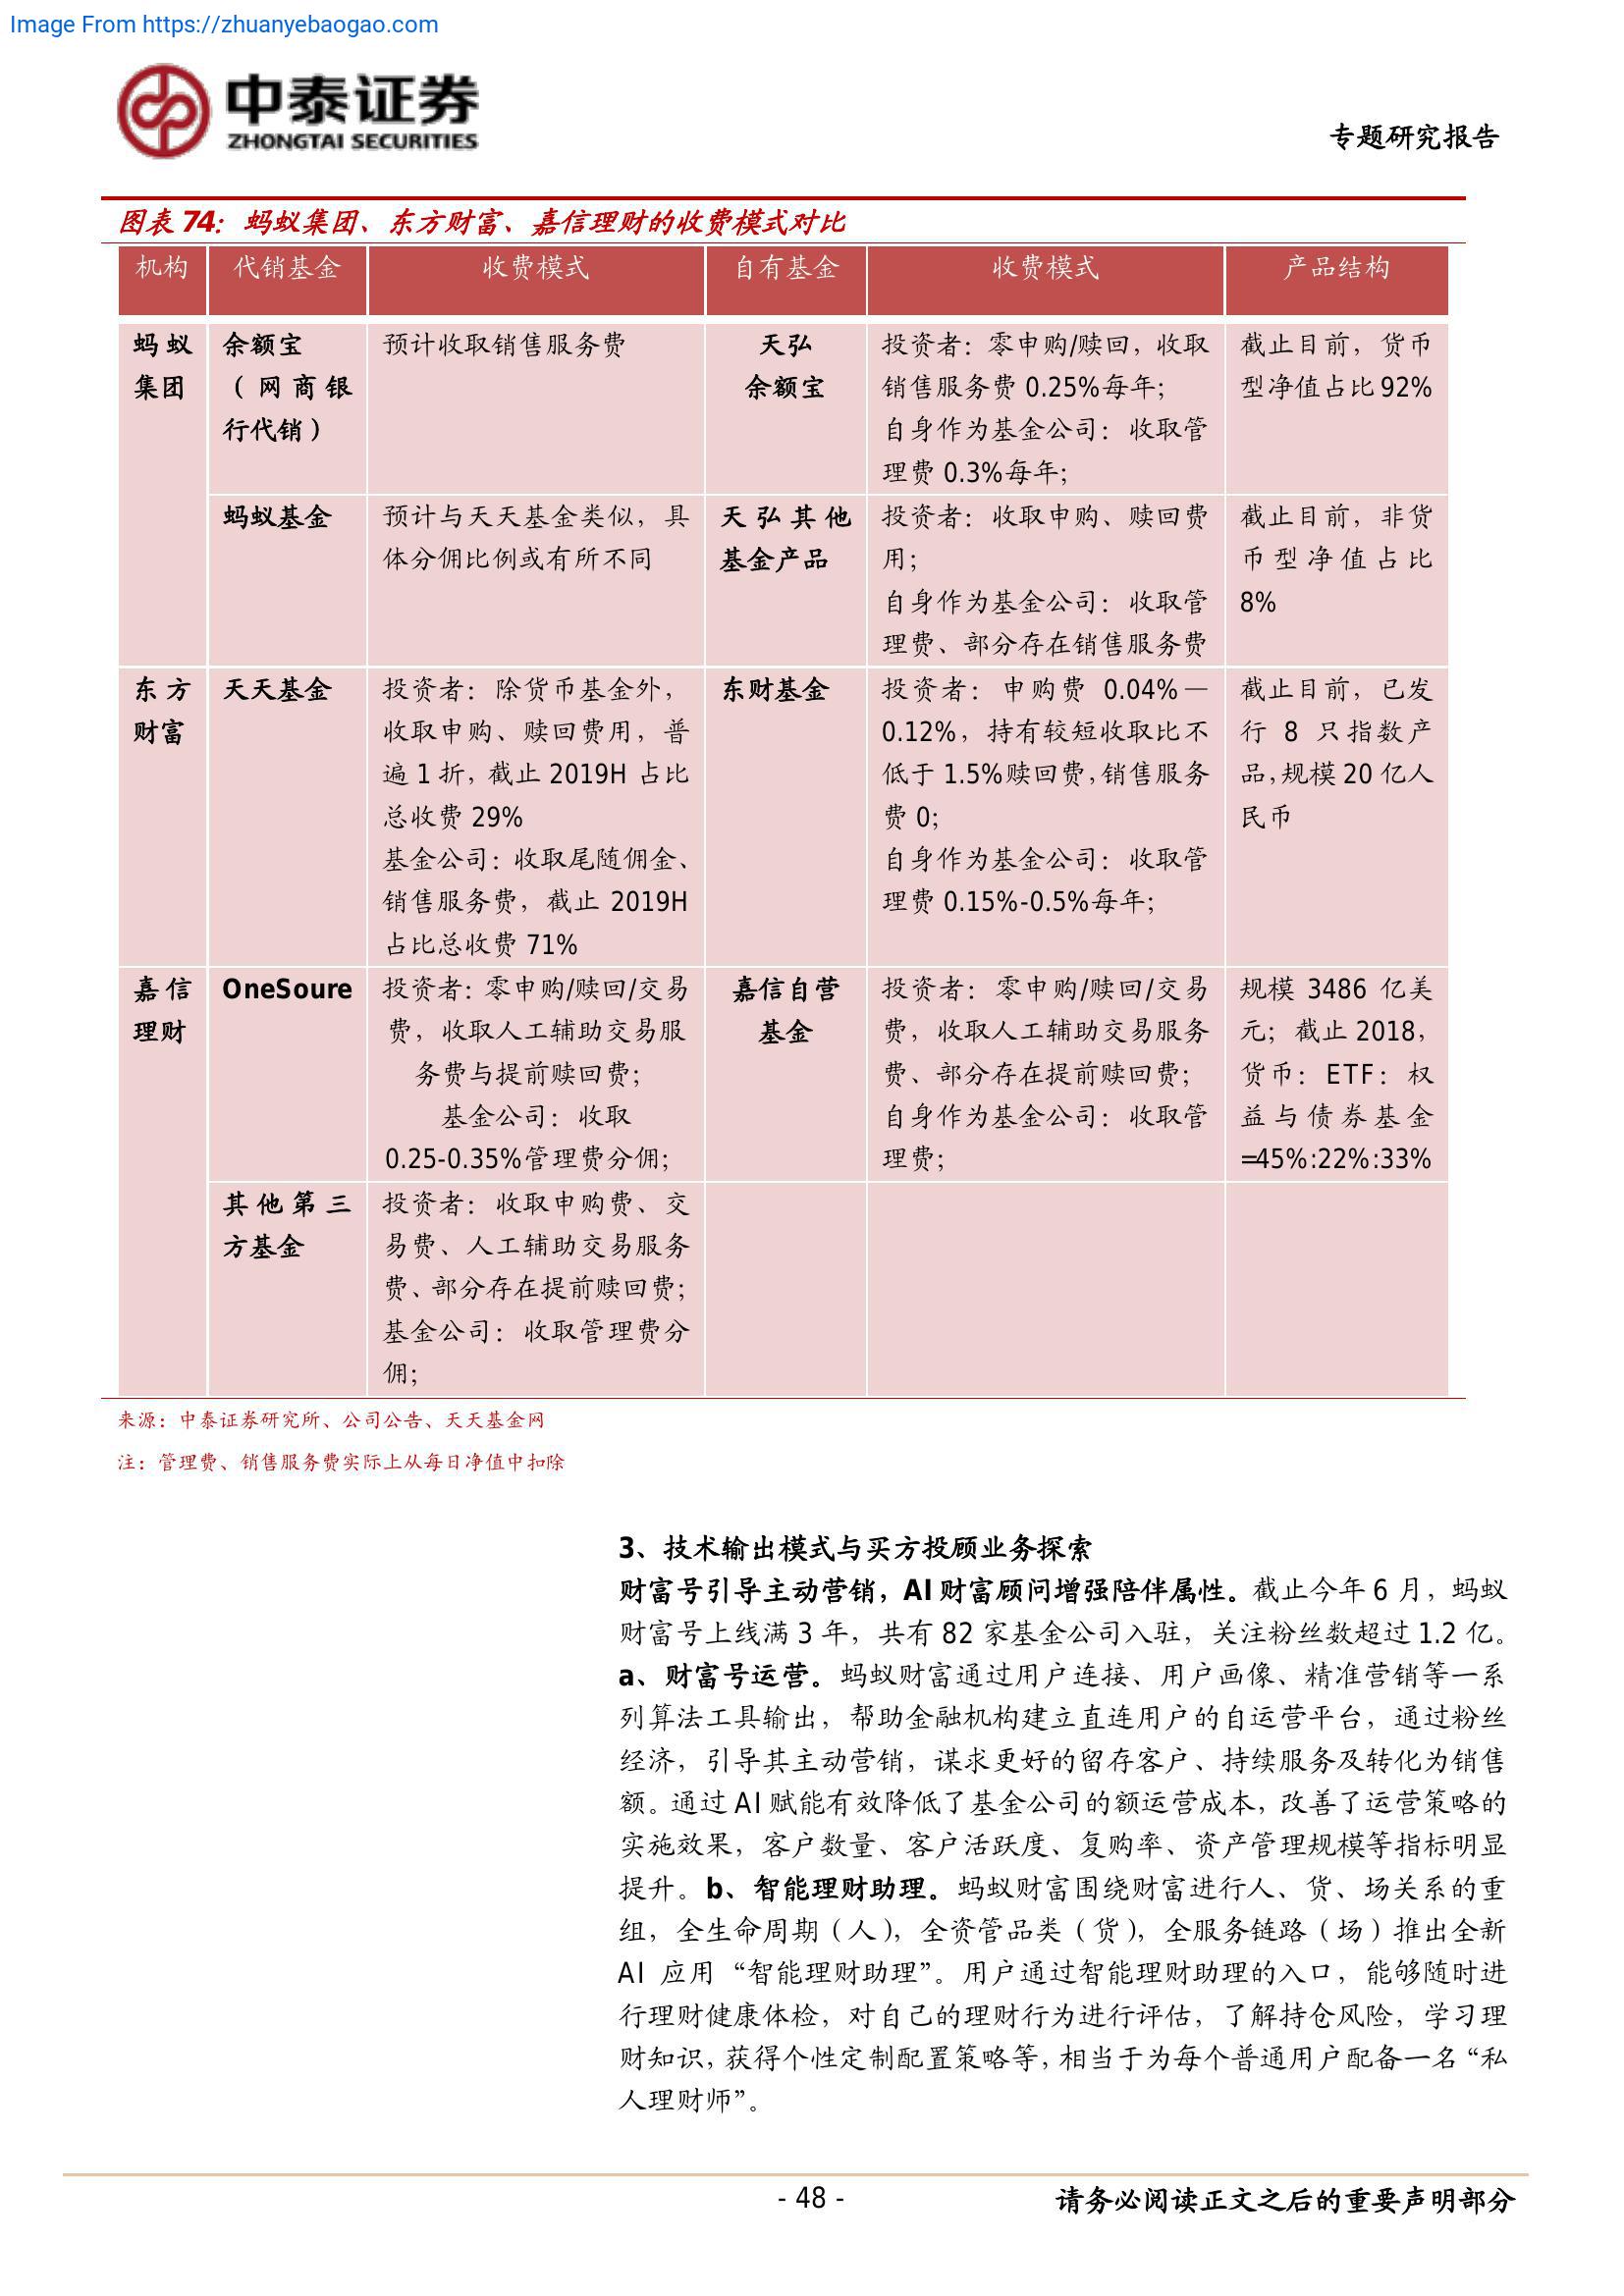 Image From https://zhuanyebaogao.com
中泰证券
ZHONGTAI SECURITIES
专题研究报告
图表 74：蚂蚁集团、东方财富、嘉信理财的收费模式对比
机构 代销基金 收费模式 自有基金 收费模式 产品结构
蚂蚁
集团
余额宝
（网商银
行代销）
预计收取销售服务费
天弘
余额宝
投资者：零申购/赎回，收取
销售服务费 0.25%每年；
自身作为基金公司：收取管
理费 0.3%每年；
截止目前，货币
型净值占比 92%
蚂蚁基金
预计与天天基金类似，具
体分佣比例或有所不同
天弘其他
基金产品
投资者：收取申购、赎回费
用；
自身作为基金公司：收取管
理费、部分存在销售服务费
截止目前，非货
币型净值占比
8%
东方
财富
天天基金
投资者：除货币基金外，
收取申购、赎回费用，普
遍 1 折，截止 2019H 占比
总收费 29%
基金公司：收取尾随佣金、
销售服务费，截止 2019H
占比总收费 71%
东财基金
投资者：申购费 0.04%—
0.12%，持有较短收取比不
低于 1.5%赎回费，销售服务
费 0；
自身作为基金公司：收取管
理费 0.15%-0.5%每年；
截止目前，已发
行 8 只指数产
品，规模 20 亿人
民币
嘉信
理财
OneSoure
投资者：零申购/赎回/交易
费，收取人工辅助交易服
务费与提前赎回费；
基金公司：收取
0.25-0.35%管理费分佣；
嘉信自营
基金
投资者：零申购/赎回/交易
费，收取人工辅助交易服务
费、部分存在提前赎回费；
自身作为基金公司：收取管
理费；
规模 3486 亿美
元；截止 2018，
货币：ETF：权
益与债券基金
=45%:22%:33%
其他第三
方基金
投资者：收取申购费、交
易费、人工辅助交易服务
费、部分存在提前赎回费；
基金公司：收取管理费分
佣；
来源：中泰证券研究所、公司公告、天天基金网
注：管理费、销售服务费实际上从每日净值中扣除
3、技术输出模式与买方投顾业务探索
财富号引导主动营销，AI 财富顾问增强陪伴属性。截止今年 6 月，蚂蚁
财富号上线满 3 年，共有 82 家基金公司入驻，关注粉丝数超过 1.2 亿。
a、财富号运营。蚂蚁财富通过用户连接、用户画像、精准营销等一系
列算法工具输出，帮助金融机构建立直连用户的自运营平台，通过粉丝
经济，引导其主动营销，谋求更好的留存客户、持续服务及转化为销售
额。通过 AI 赋能有效降低了基金公司的额运营成本，改善了运营策略的
实施效果，客户数量、客户活跃度、复购率、资产管理规模等指标明显
提升。b、智能理财助理。蚂蚁财富围绕财富进行人、货、场关系的重
组，全生命周期（人），全资管品类（货），全服务链路（场）推出全新
AI 应用“智能理财助理”。用户通过智能理财助理的入口，能够随时进
行理财健康体检，对自己的理财行为进行评估，了解持仓风险，学习理
财知识，获得个性定制配置策略等，相当于为每个普通用户配备一名“私
人理财师”。
- 48 -
请务必阅读正文之后的重要声明部分